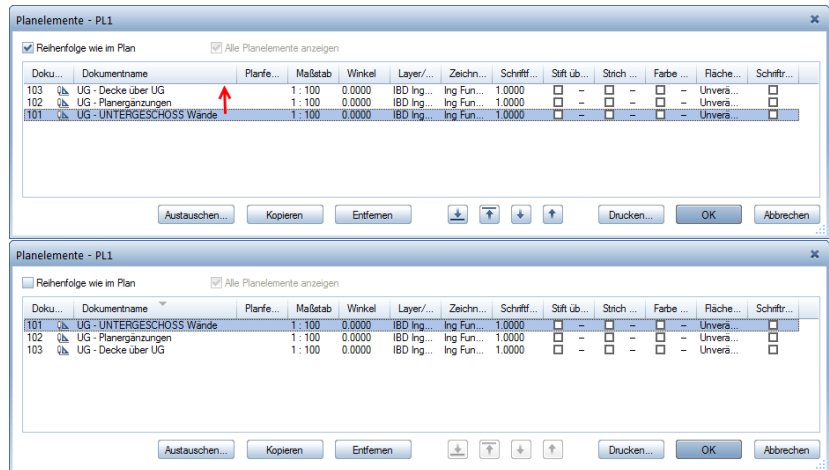 Planelemente - PL1
Reihenfolge wie im Plan Alle Planelemente anzeigen
Doku... Dokumentname Planfe... Maßstab Winkel Layer/... Zeichn... Schriftf... Stift üb... Strich ... Farbe ... Fläche... Schriftr...
103 UG - Decke über UG 1 : 100 0.0000 IBD Ing... Ing Fun... 1.0000 – – – Unverä...
102 UG - Planergänzungen 1 : 100 0.0000 IBD Ing... Ing Fun... 1.0000 – – – Unverä...
101 UG - UNTERGESCHOSS Wände 1 : 100 0.0000 IBD Ing... Ing Fun... 1.0000 – – – Unverä...
Austauschen... Kopieren Entfernen Drucken... OK Abbrechen
Planelemente - PL1
Reihenfolge wie im Plan Alle Planelemente anzeigen
Doku... Dokumentname Planfe... Maßstab Winkel Layer/... Zeichn... Schriftf... Stift üb... Strich ... Farbe ... Fläche... Schriftr...
101 UG - UNTERGESCHOSS Wände 1 : 100 0.0000 IBD Ing... Ing Fun... 1.0000 – – – Unverä...
102 UG - Planergänzungen 1 : 100 0.0000 IBD Ing... Ing Fun... 1.0000 – – – Unverä...
103 UG - Decke über UG 1 : 100 0.0000 IBD Ing... Ing Fun... 1.0000 – – – Unverä...
Austauschen... Kopieren Entfernen Drucken... OK Abbrechen